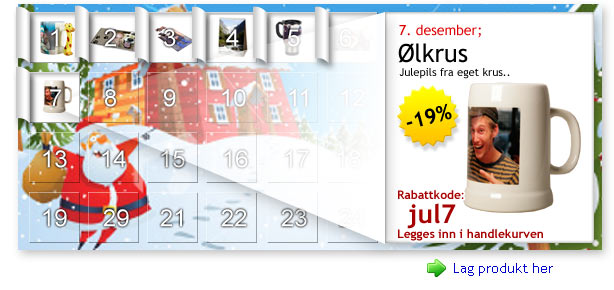 1 2 3 4 5 6
7 8 9 10 11 12
13 14 15 16 17 18
19 29 21 22 23
7. desember;
Ølkrus
Julepils fra eget krus..
-19%
Rabattkode:
jul7
Legges inn i handlekurven
Lag produkt her